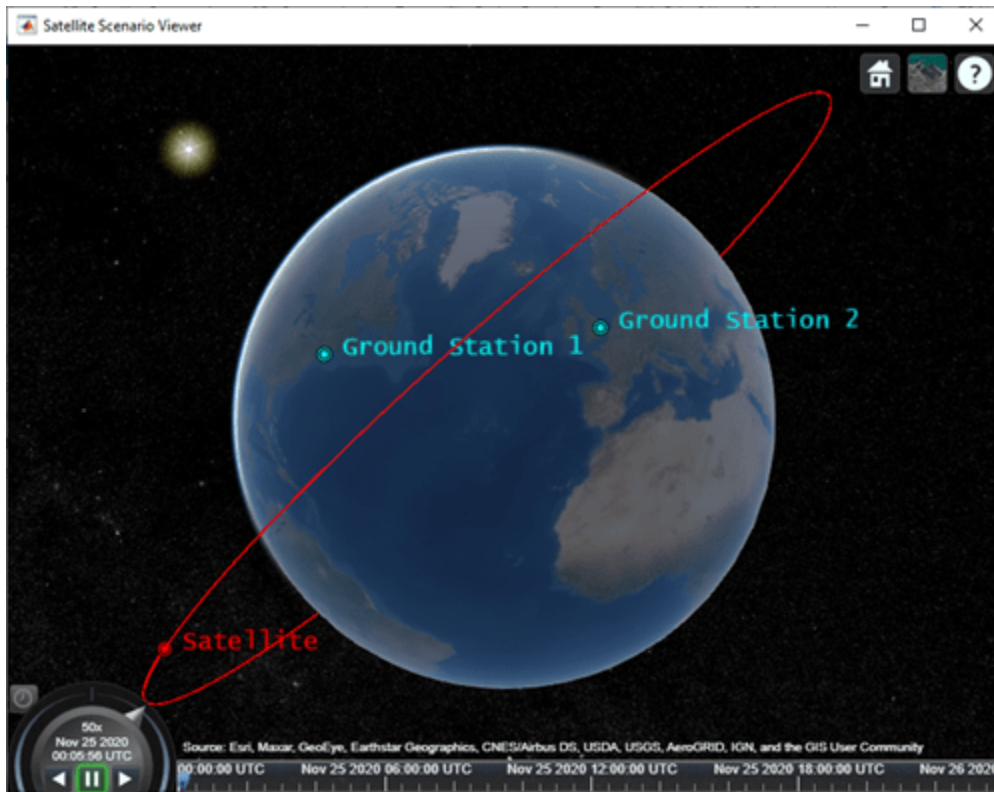 Satellite Scenario Viewer
?
Ground Station 2
Ground Station 1
Satellite
50x
Nov 25 2020
00:05:56 UTC
Source: Esri, Maxar, GeoEye, Earthstar Geographics, CNES/Airbus DS, USDA, USGS, AeroGRID, IGN, and the GIS User Community
00:00:00 UTC Nov 25 2020 06:00:00 UTC Nov 25 2020 12:00:00 UTC Nov 25 2020 18:00:00 UTC Nov 26 2020